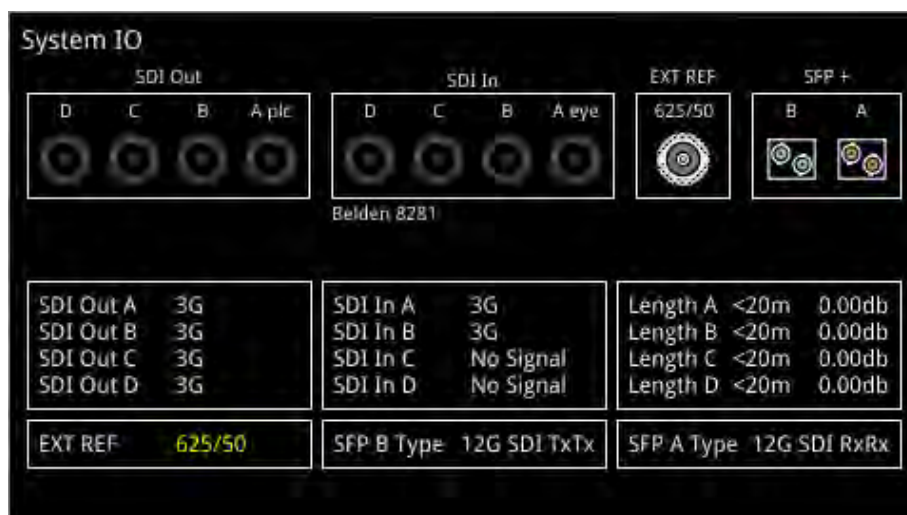 System IO
SDI Out
SDI In
EXT REF
SFP +
D C B A plc
D C B A eye
625/50
B A
Belden 8281
SDI Out A 3G
SDI Out B 3G
SDI Out C 3G
SDI Out D 3G
SDI In A 3G
SDI In B 3G
SDI In C No Signal
SDI In D No Signal
Length A <20m 0.00db
Length B <20m 0.00db
Length C <20m 0.00db
Length D <20m 0.00db
EXT REF 625/50
SFP B Type 12G SDI TxTx
SFP A Type 12G SDI RxRx